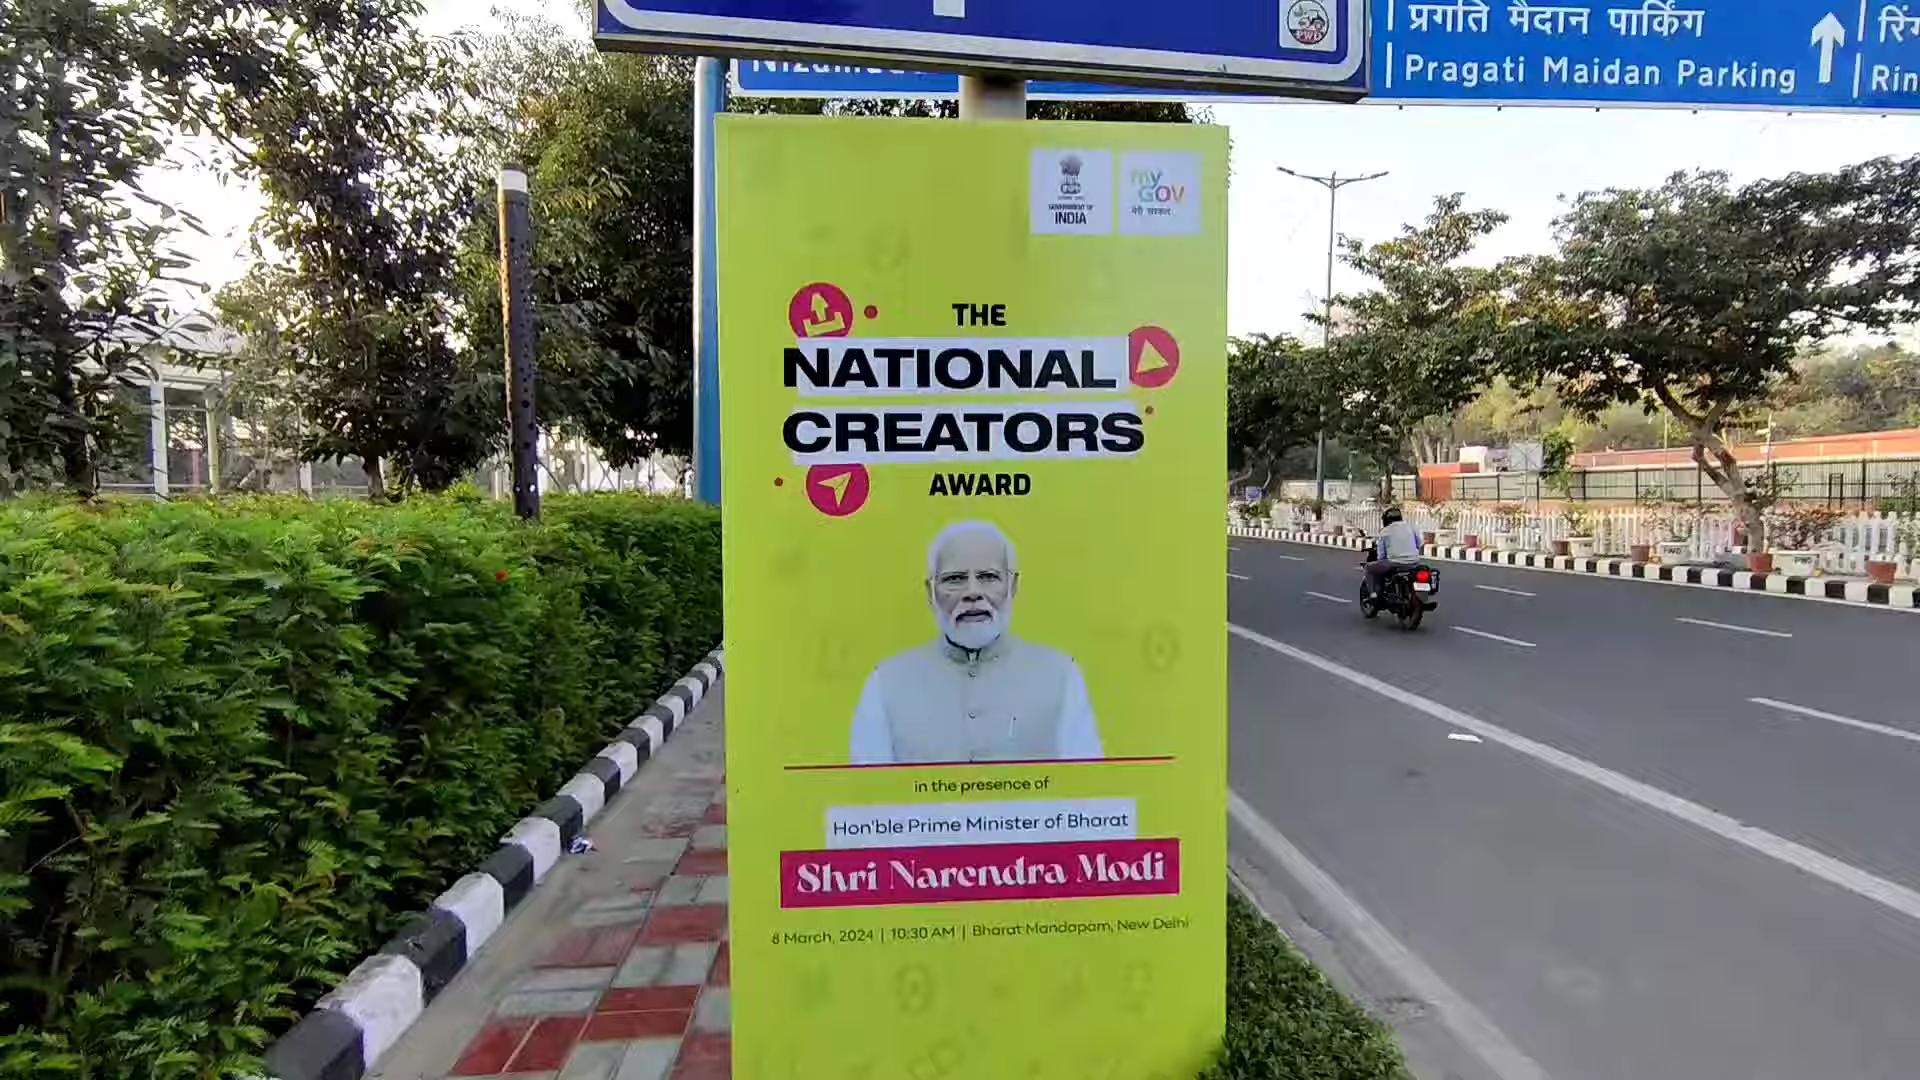 PWD
प्रगति मैदान पार्किंग
Pragati Maidan Parking
GOVERNMENT OF
INDIA
my
GOV
मेरी सरकार
THE
NATIONAL
CREATORS
AWARD
in the presence of
Hon'ble Prime Minister of Bharat
Shri Narendra Modi
8 March, 2024 | 10:30 AM | Bharat Mandapam, New Delhi